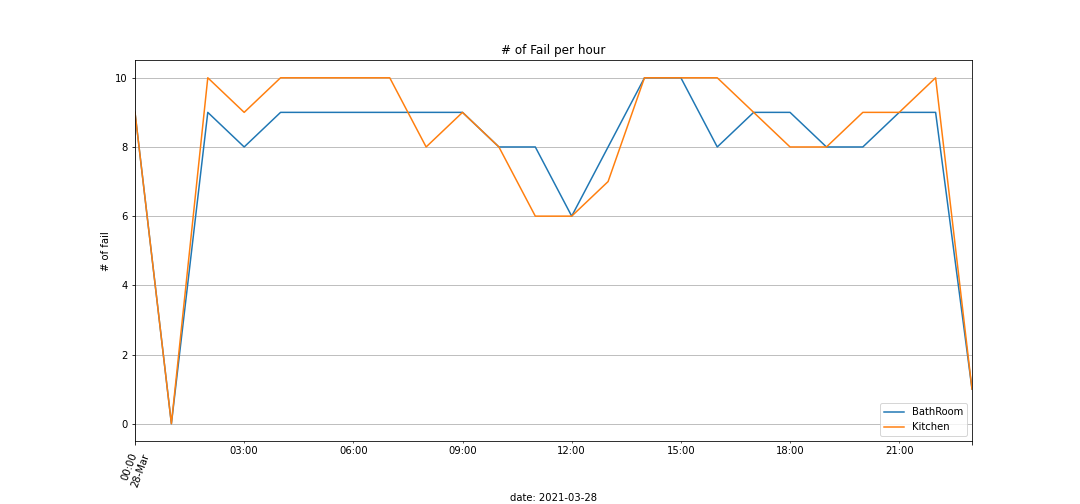 # of Fail per hour
10
8
6
4
2
0
# of fail
00:00
28-Mar
03:00
06:00
09:00
12:00
15:00
18:00
21:00
date: 2021-03-28
BathRoom
Kitchen